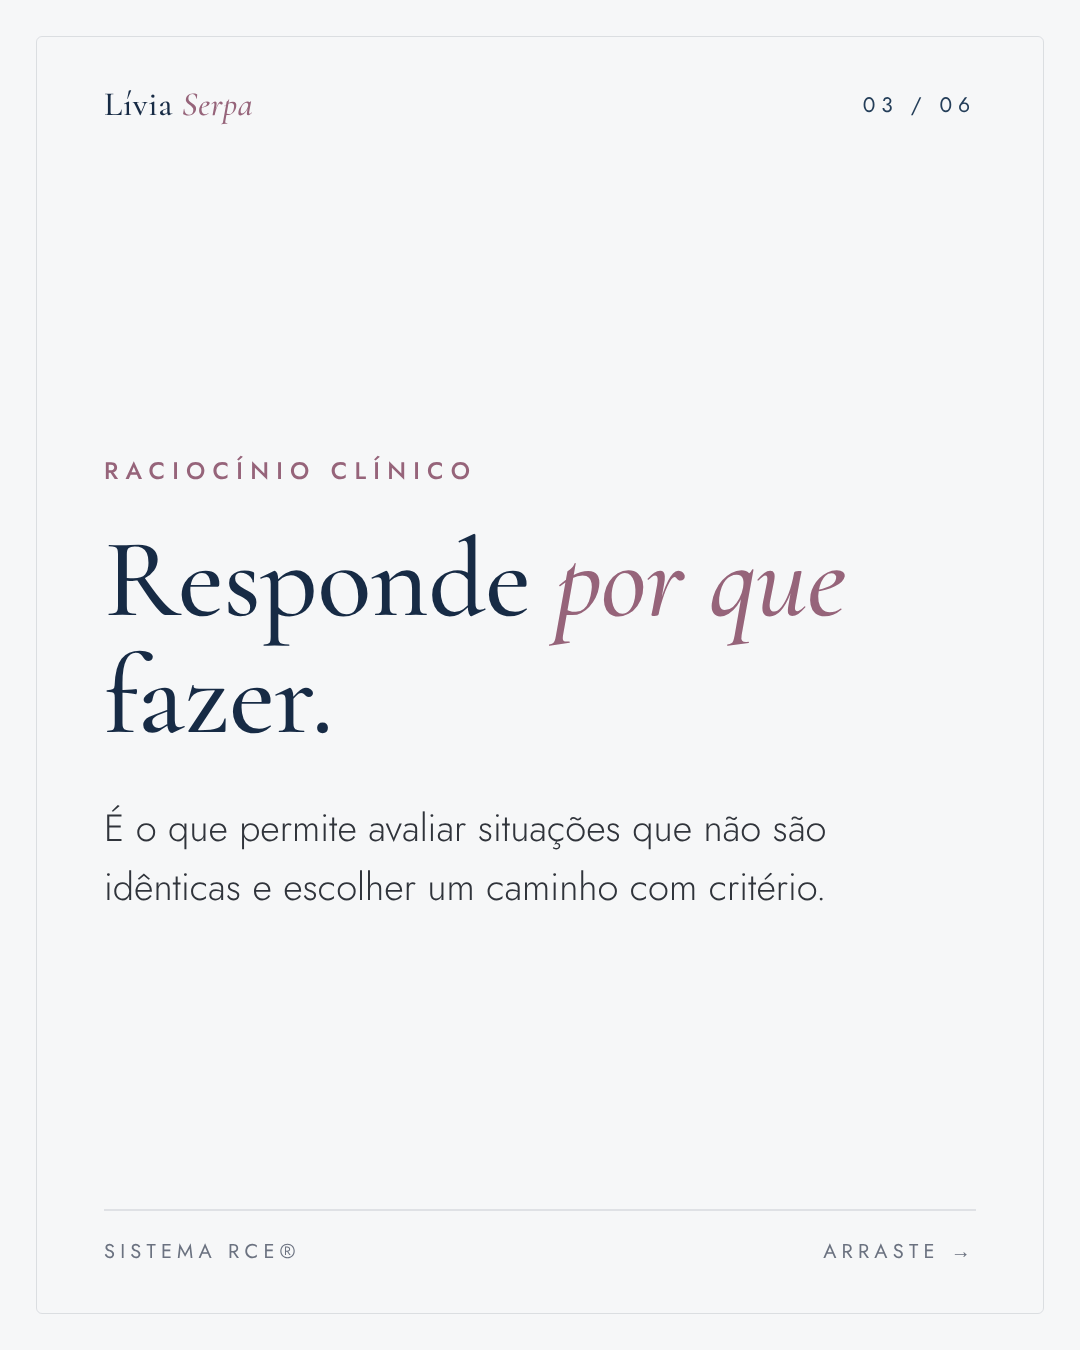 Lívia Serpa
03 / 06
RACIOCÍNIO CLÍNICO
Responde por que
fazer.
É o que permite avaliar situações que não são
idênticas e escolher um caminho com critério.
SISTEMA RCE®
ARRASTE →